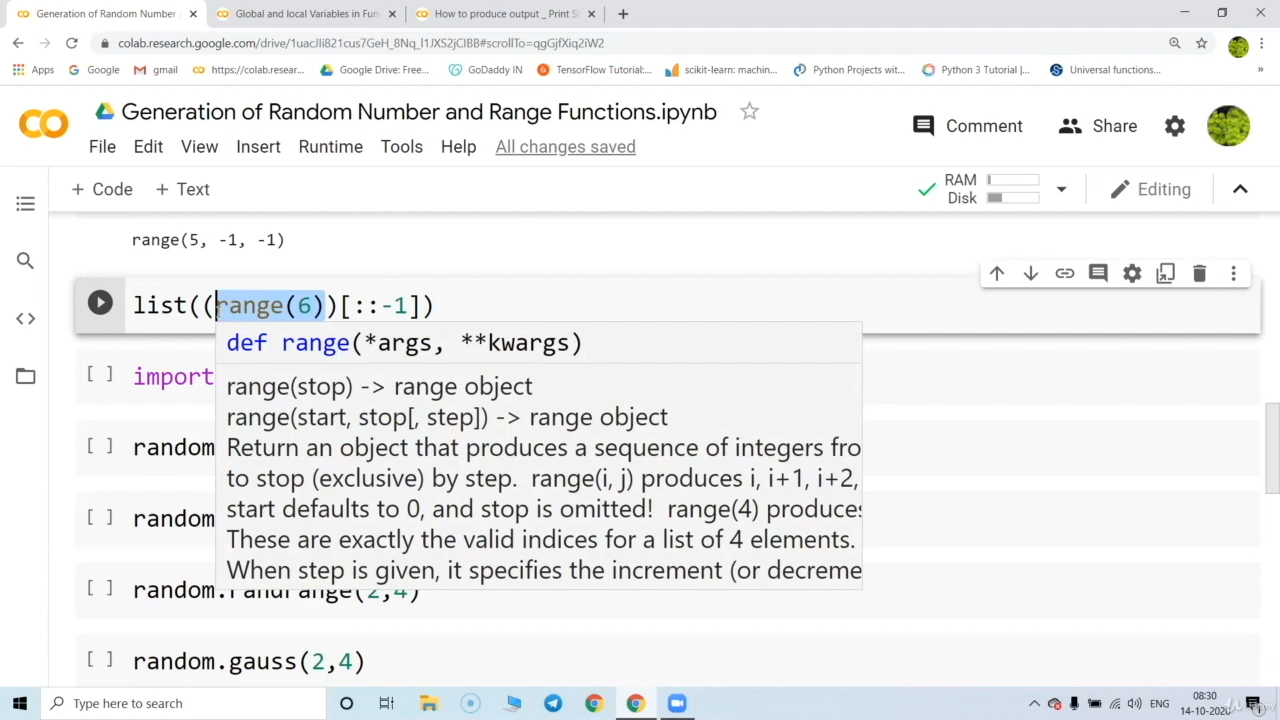 Generation of Random Number
Global and local Variables in Fun
How to produce output _ Print S
colab.research.google.com/drive/1uacJIi821cus7GeH_8Nq_l1JXS2jCIBB#scrollTo=qgGjfXiq2iW2
Apps
Google
gmail
https://colab.resear...
Google Drive: Free...
GoDaddy IN
TensorFlow Tutorial:...
scikit-learn: machin...
Python Projects wit...
Python 3 Tutorial |...
Universal functions...
»
CO
Generation of Random Number and Range Functions.ipynb
Comment
Share
File Edit View Insert Runtime Tools Help All changes saved
+ Code + Text
RAM
Disk
Editing
range(5, -1, -1)
list((range(6))[::-1])
def range(*args, **kwargs)
range(stop) -> range object
range(start, stop[, step]) -> range object
Return an object that produces a sequence of integers fro
to stop (exclusive) by step. range(i, j) produces i, i+1, i+2,
start defaults to 0, and stop is omitted! range(4) produces
These are exactly the valid indices for a list of 4 elements.
When step is given, it specifies the increment (or decreme
[ ] import
[ ] random
[ ] random
[ ] random.randrange(2,4)
[ ] random.gauss(2,4)
Type here to search
ENG
08:30
14-10-2020